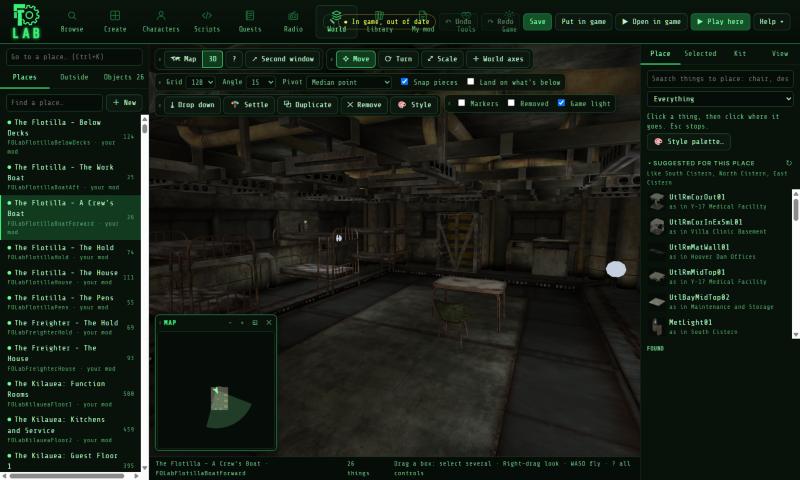 LAB
Browse
Create
Characters
Scripts
Quests
Radio
World
Library
My mod
Tools
Game
In game, out of date
Undo
Redo
Save
Put in game
Open in game
Play here
Help
Go to a place… (Ctrl+K)
Places
Outside
Objects 26
Find a place…
+ New
The Flotilla - Below Decks
124
FOLabFlotillaBelowDecks · your mod
The Flotilla - The Work Boat
25
FOLabFlotillaBoatAft · your mod
The Flotilla - A Crew's Boat
26
FOLabFlotillaBoatForward · your mod
The Flotilla - The Hold
74
FOLabFlotillaHold · your mod
The Flotilla - The House
111
FOLabFlotillaHouse · your mod
The Flotilla - The Pens
55
FOLabFlotillaPens · your mod
The Freighter - The Hold
69
FOLabFreighterHold · your mod
The Freighter - The House
93
FOLabFreighterHouse · your mod
The Kilauea: Function Rooms
580
FOLabKilaueaFloor1 · your mod
The Kilauea: Kitchens and Service
459
FOLabKilaueaFloor2 · your mod
The Kilauea: Guest Floor 1
395
Map
3D
?
Second window
Move
Turn
Scale
World axes
Grid 128
Angle 15
Pivot Median point
Snap pieces
Land on what's below
Drop down
Settle
Duplicate
Remove
Style
Markers
Removed
Game light
MAP
The Flotilla - A Crew's Boat ·
FOLabFlotillaBoatForward
26 things
Drag a box: select several · Right-drag look · WASD fly · ? all controls
Place
Selected
Kit
View
Search things to place: chair, des
Everything
Click a thing, then click where it goes. Esc stops.
Style palette…
SUGGESTED FOR THIS PLACE
Like South Cistern, North Cistern, East Cistern
UtlRmCorOut01
as in Y-17 Medical Facility
UtlRmCorInExSmL01
as in Villa Clinic Basement
UtlRmMatWall01
as in Hoover Dam Offices
UtlRmMidTop01
as in Y-17 Medical Facility
UtlBayMidTop02
as in Maintenance and Storage
MetLight01
as in South Cistern
FOUND